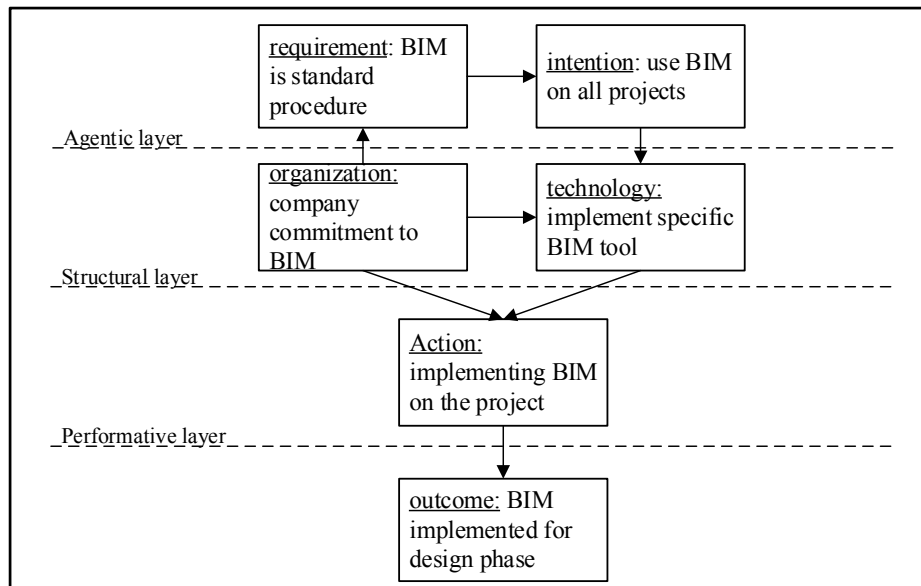 requirement: BIM
is standard
procedure
intention: use BIM
on all projects
Agentic layer
organization:
company
commitment to
BIM
technology:
implement specific
BIM tool
Structural layer
Action:
implementing BIM
on the project
Performative layer
outcome: BIM
implemented for
design phase